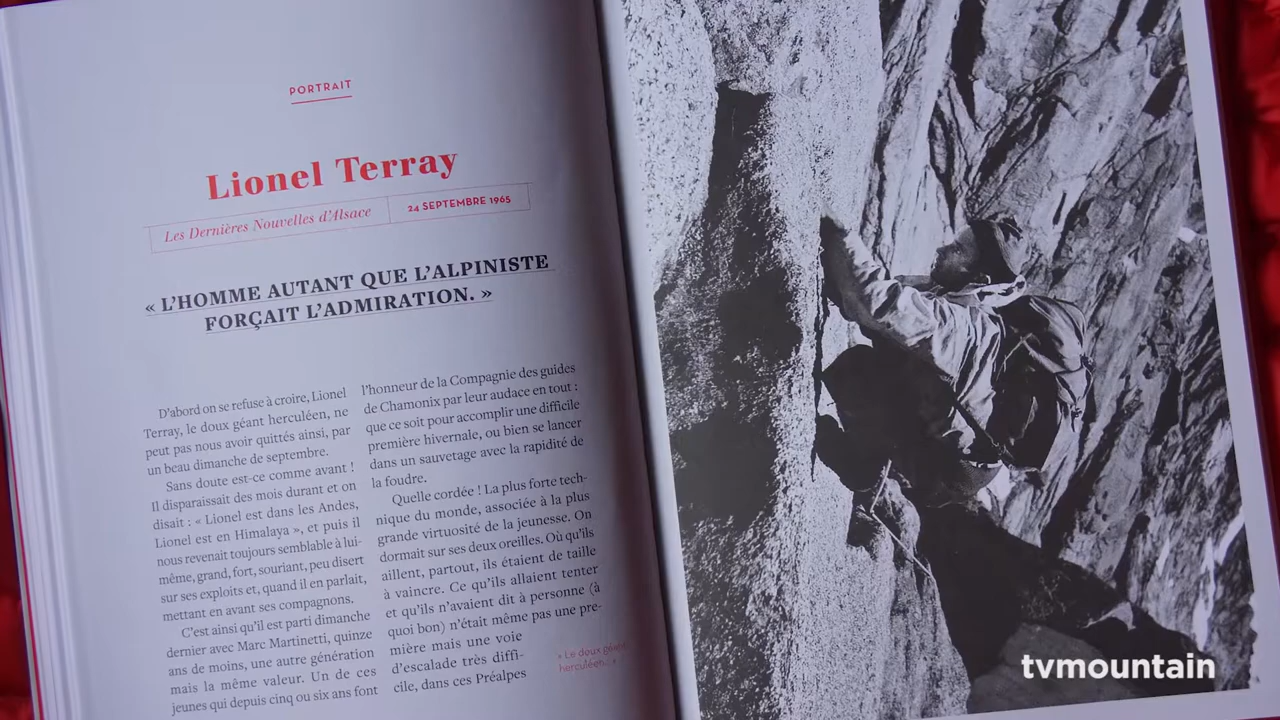 PORTRAIT
Lionel Terray
Les Dernières Nouvelles d'Alsace
24 SEPTEMBRE 1965
« L'HOMME AUTANT QUE L'ALPINISTE
FORÇAIT L'ADMIRATION. »
D'abord on se refuse à croire, Lionel
Terray, le doux géant herculéen, ne
peut pas nous avoir quittés ainsi, par
un beau dimanche de septembre.
Sans doute est-ce comme avant !
Il disparaissait des mois durant et on
disait : « Lionel est dans les Andes,
Lionel est en Himalaya », et puis il
nous revenait toujours semblable à lui-
même, grand, fort, souriant, peu disert
sur ses exploits et, quand il en parlait,
mettant en avant ses compagnons.
C'est ainsi qu'il est parti dimanche
dernier avec Marc Martinetti, quinze
ans de moins, une autre génération
mais la même valeur. Un de ces
jeunes qui depuis cinq ou six ans font
l'honneur de la Compagnie des guides
de Chamonix par leur audace en tout :
que ce soit pour accomplir une difficile
première hivernale, ou bien se lancer
dans un sauvetage avec la rapidité de
la foudre.
Quelle cordée ! La plus forte tech-
nique du monde, associée à la plus
grande virtuosité de la jeunesse. On
dormait sur ses deux oreilles. Où qu'ils
aillent, partout, ils étaient de taille
à vaincre. Ce qu'ils allaient tenter
et qu'ils n'avaient dit à personne (à
quoi bon) n'était même pas une pre-
mière mais une voie
d'escalade très diffi-
cile, dans ces Préalpes
« Le doux géant
herculéen... »
tvmountain